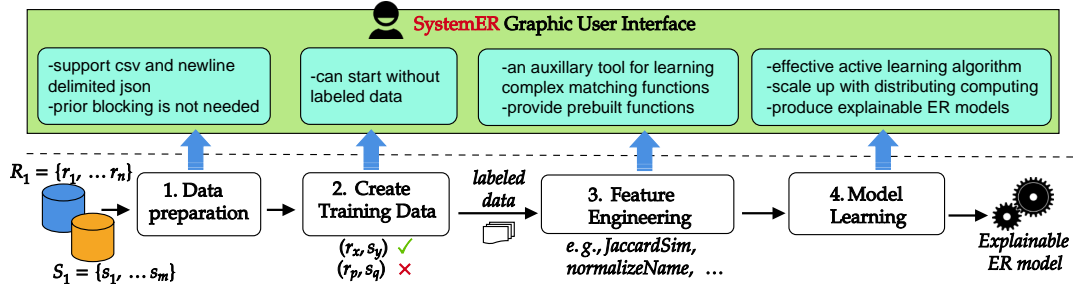 SystemER Graphic User Interface
-support csv and newline
delimited json
-prior blocking is not needed
-can start without
labeled data
-an auxillary tool for learning
complex matching functions
-provide prebuilt functions
-effective active learning algorithm
-scale up with distributing computing
-produce explainable ER models
R₁ = {r₁, … rₙ}
S₁ = {s₁, … sₘ}
1. Data
preparation
2. Create
Training Data
(rₓ, s_y) ✓
(r_p, s_q) ✗
labeled
data
3. Feature
Engineering
e.g., JaccardSim,
normalizeName, …
4. Model
Learning
Explainable
ER model